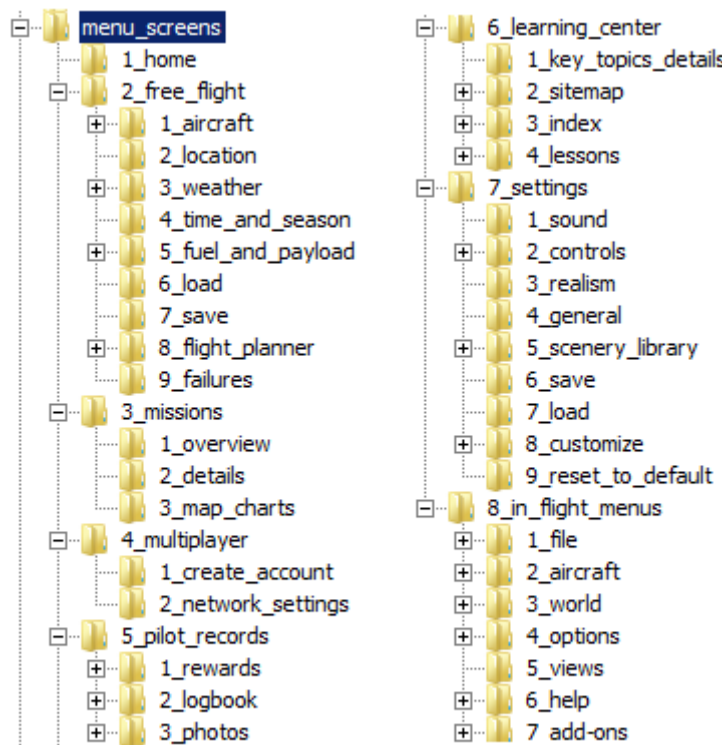 menu_screens
1_home
2_free_flight
1_aircraft
2_location
3_weather
4_time_and_season
5_fuel_and_payload
6_load
7_save
8_flight_planner
9_failures
3_missions
1_overview
2_details
3_map_charts
4_multiplayer
1_create_account
2_network_settings
5_pilot_records
1_rewards
2_logbook
3_photos
6_learning_center
1_key_topics_details
2_sitemap
3_index
4_lessons
7_settings
1_sound
2_controls
3_realism
4_general
5_scenery_library
6_save
7_load
8_customize
9_reset_to_default
8_in_flight_menus
1_file
2_aircraft
3_world
4_options
5_views
6_help
7_add-ons